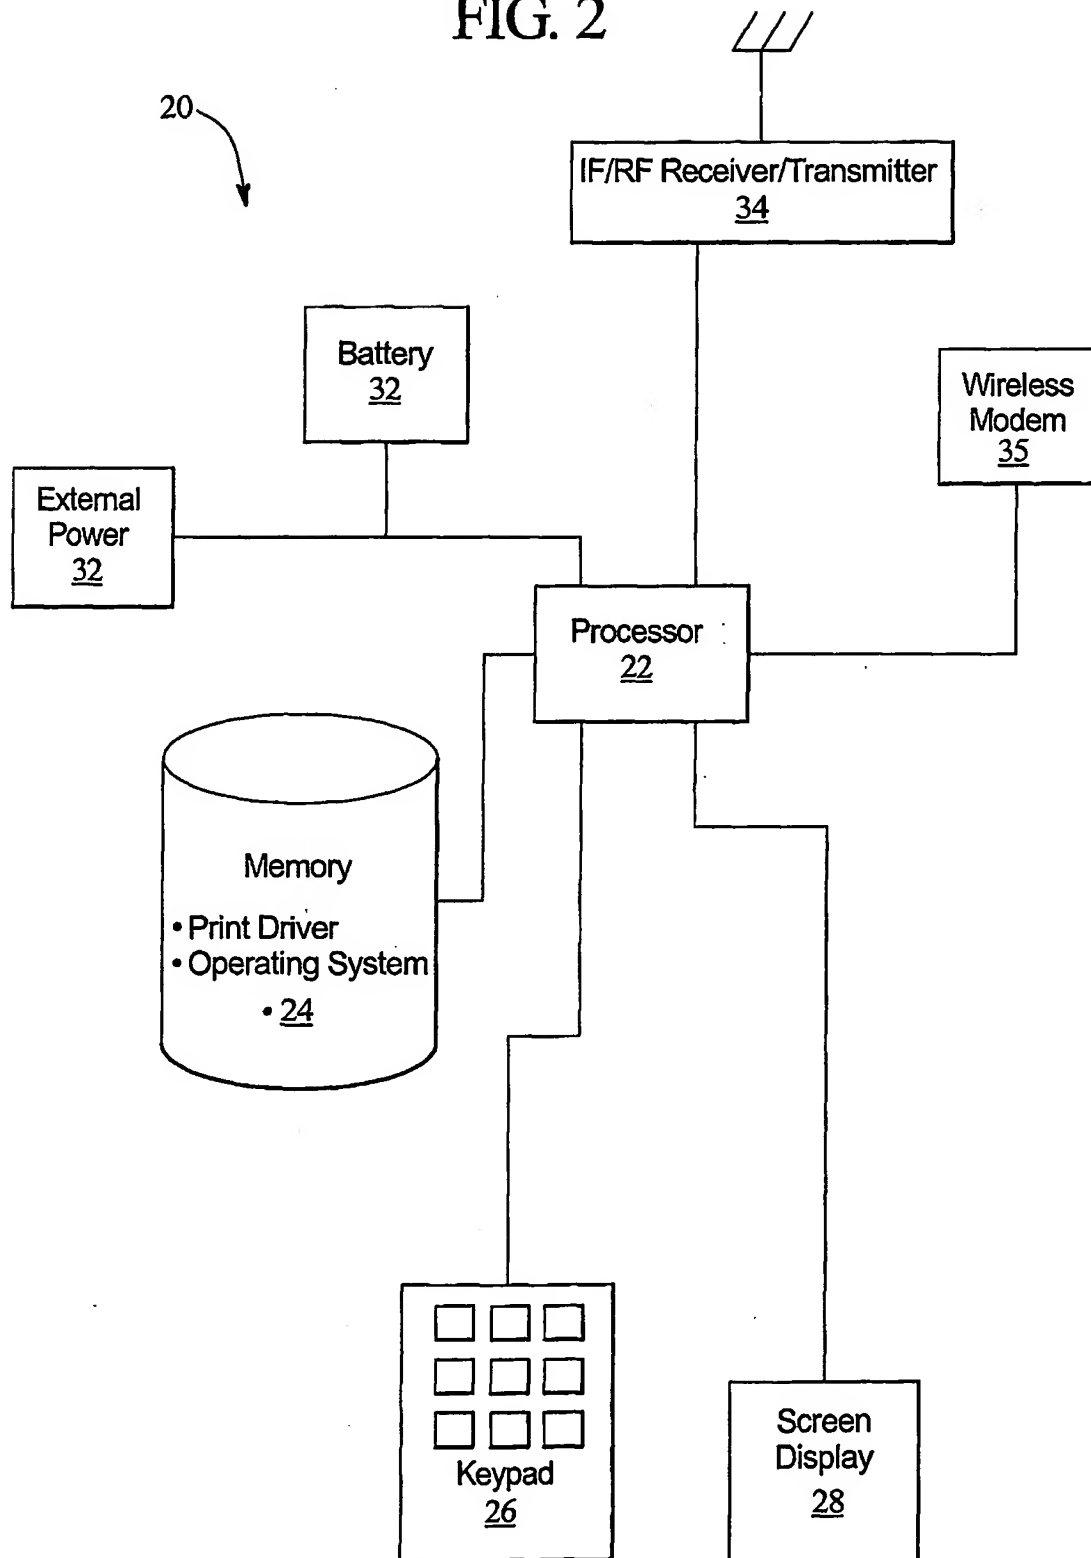 FIG. 2
20
IF/RF Receiver/Transmitter
34
Battery
32
Wireless
Modem
35
External
Power
32
Processor
22
Memory
• Print Driver
• Operating System
• 24
Keypad
26
Screen
Display
28